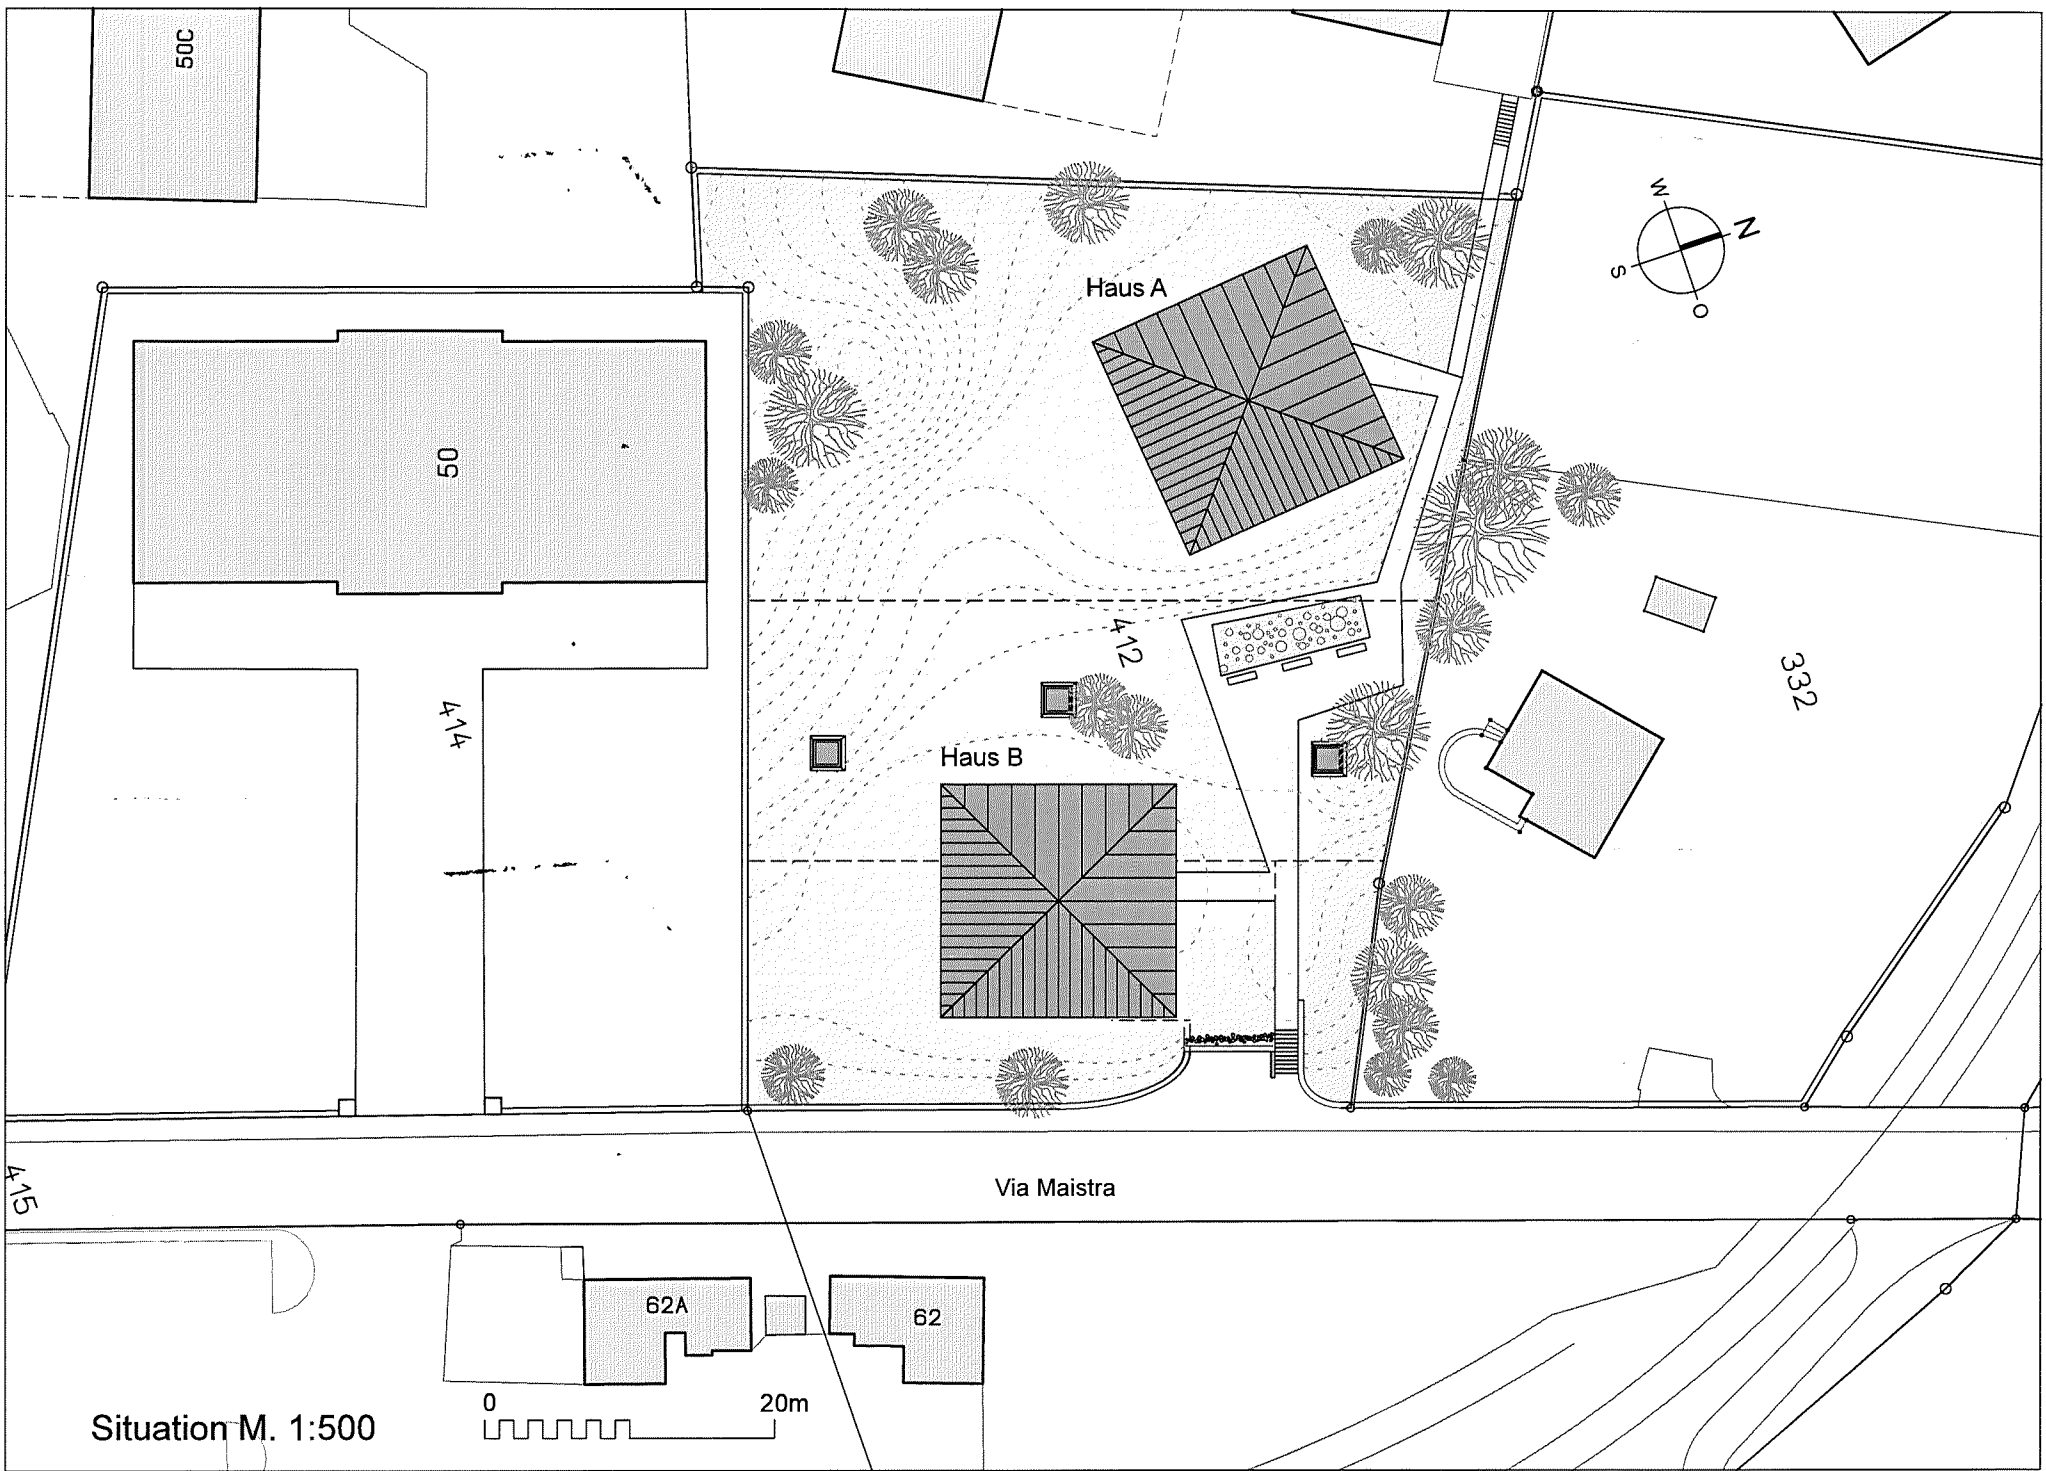 50C
W
N
S
O
Haus A
50
412
332
414
Haus B
415
Via Maistra
62A
62
0 20m
Situation M. 1:500